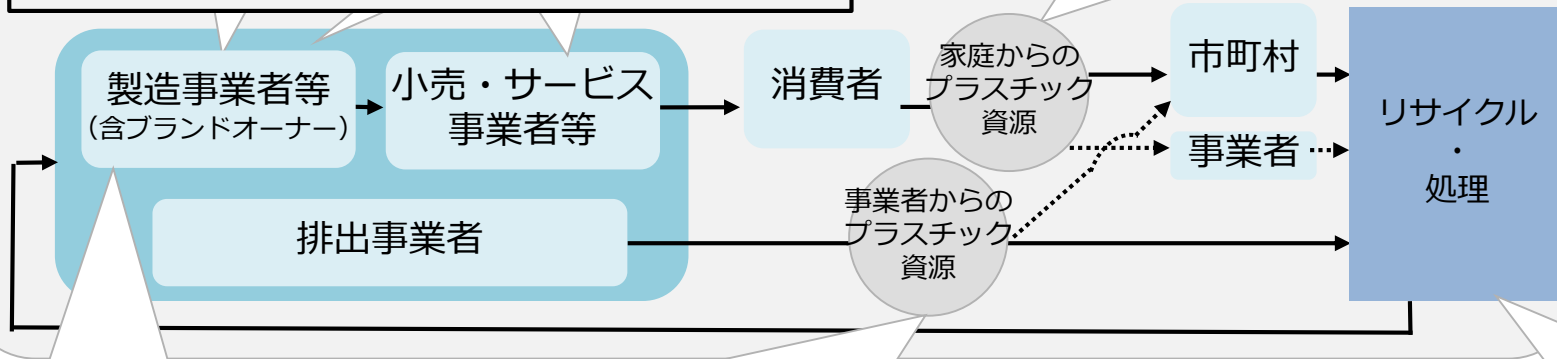 製造事業者等
（含ブランドオーナー）
小売・サービス
事業者等
消費者
家庭からの
プラスチック
資源
市町村
事業者
リサイクル
・
処理
排出事業者
事業者からの
プラスチック
資源